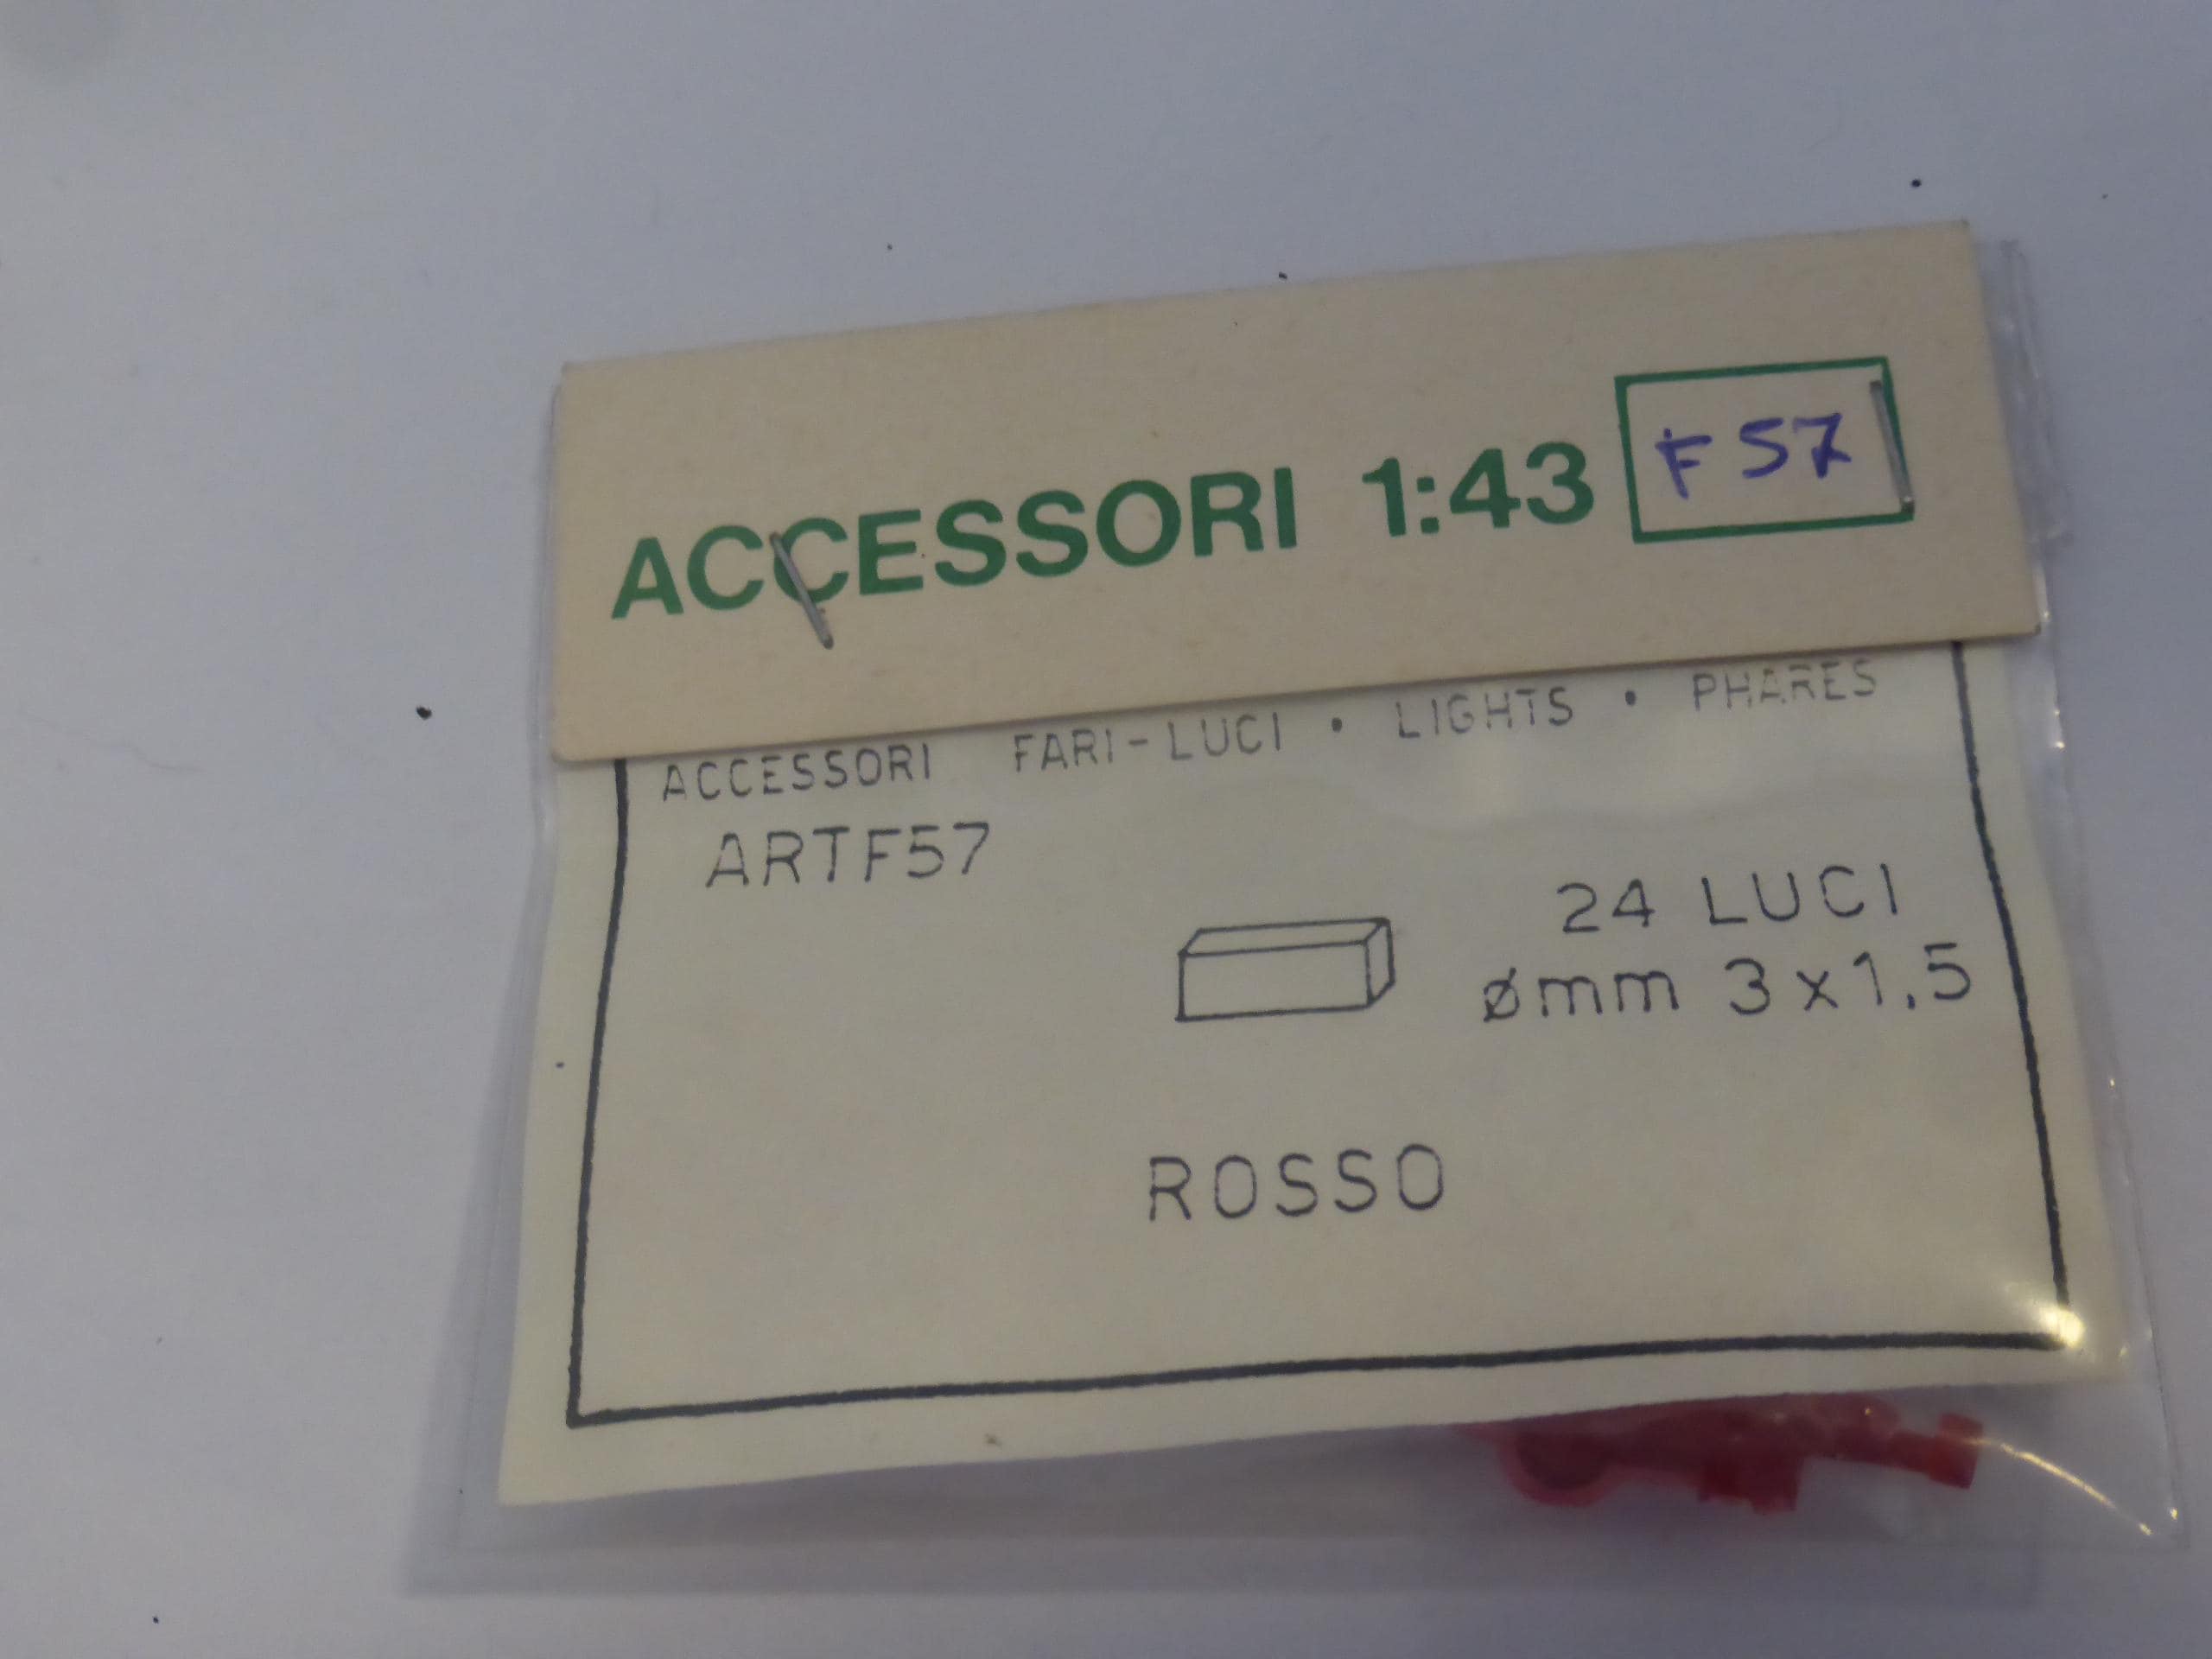 ACCESSORI 1:43 F57
ACCESSORI FARI-LUCI • LIGHTS • PHARES
ARTF57
24 LUCI
ømm 3x1,5
ROSSO